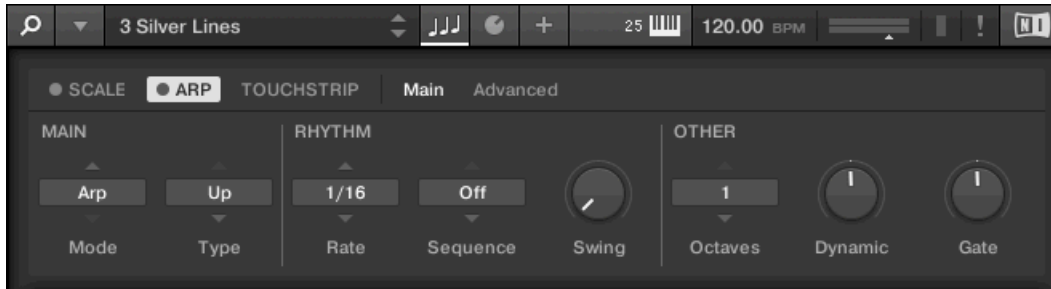 3 Silver Lines 25 120.00 BPM ! NI
SCALE ARP TOUCHSTRIP Main Advanced
MAIN RHYTHM OTHER
Arp Up 1/16 Off 1
Mode Type Rate Sequence Swing Octaves Dynamic Gate